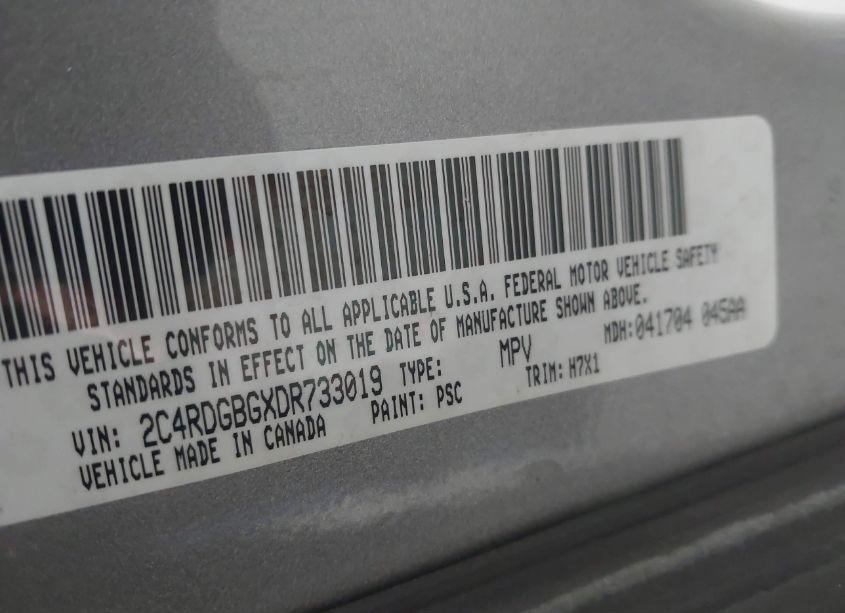 THIS VEHICLE CONFORMS TO ALL APPLICABLE U.S.A. FEDERAL MOTOR VEHICLE SAFETY
STANDARDS IN EFFECT ON THE DATE OF MANUFACTURE SHOWN ABOVE.
VIN: 2C4RDGBGXDR733019 TYPE: MPV MDH:041704 045AA
VEHICLE MADE IN CANADA PAINT: PSC TRIM: H7X1